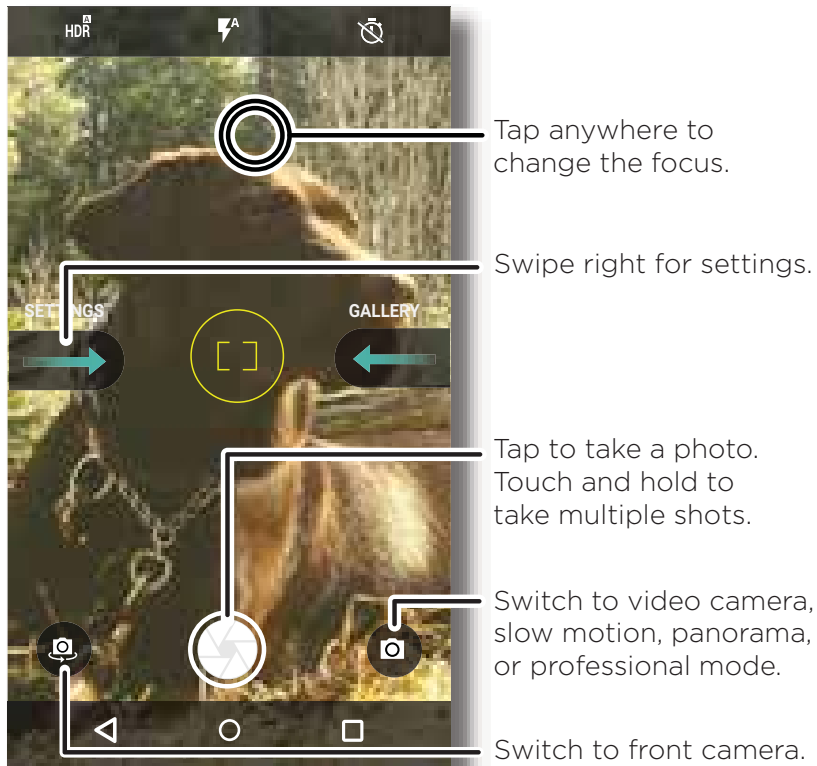 HDR A
A
Tap anywhere to
change the focus.
Swipe right for settings.
SETTINGS
GALLERY
Tap to take a photo.
Touch and hold to
take multiple shots.
Switch to video camera,
slow motion, panorama,
or professional mode.
Switch to front camera.